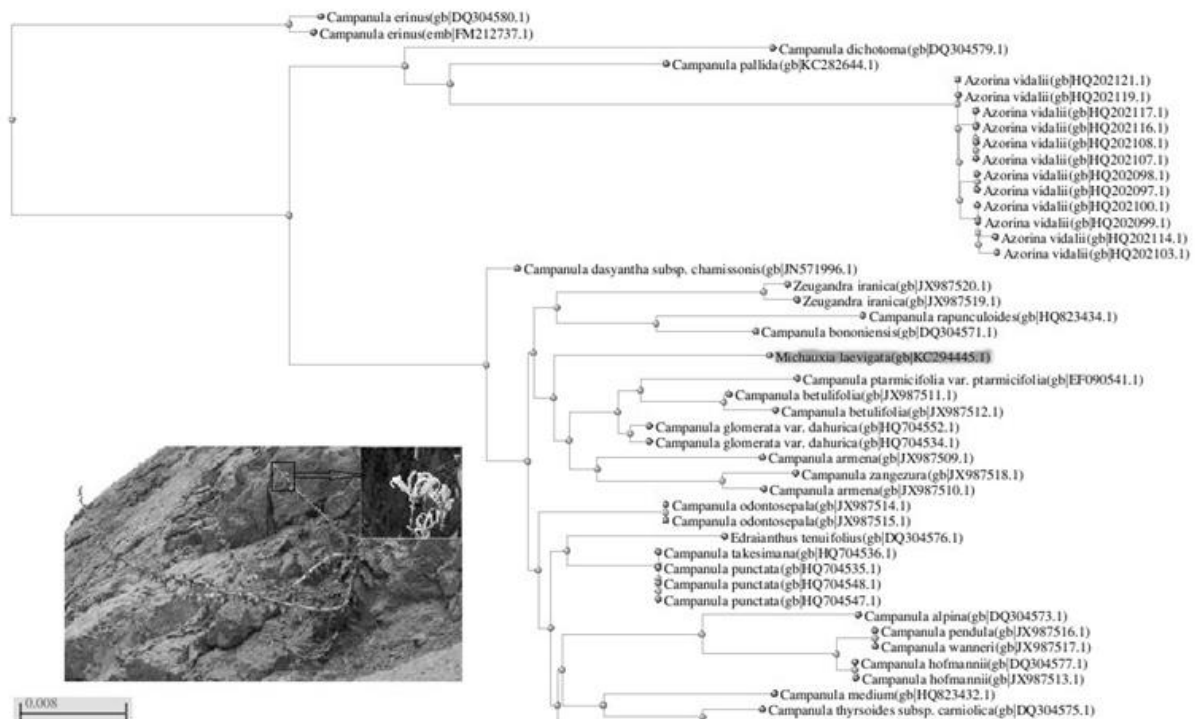 Campanula erinus(gb|DQ304580.1)
Campanula erinus(emb|FM212737.1)
Campanula dichotoma(gb|DQ304579.1)
Campanula pallida(gb|KC282644.1)
Azorina vidalii(gb|HQ202121.1)
Azorina vidalii(gb|HQ202119.1)
Azorina vidalii(gb|HQ202117.1)
Azorina vidalii(gb|HQ202116.1)
Azorina vidalii(gb|HQ202108.1)
Azorina vidalii(gb|HQ202107.1)
Azorina vidalii(gb|HQ202098.1)
Azorina vidalii(gb|HQ202097.1)
Azorina vidalii(gb|HQ202100.1)
Azorina vidalii(gb|HQ202099.1)
Azorina vidalii(gb|HQ202114.1)
Azorina vidalii(gb|HQ202103.1)
Campanula dasyantha subsp. chamissonis(gb|JN571996.1)
Zeugandra iranica(gb|JX987520.1)
Zeugandra iranica(gb|JX987519.1)
Campanula rapunculoides(gb|HQ823434.1)
Campanula bononiensis(gb|DQ304571.1)
Michauxia laevigata(gb|KC294445.1)
Campanula ptarmicifolia var. ptarmicifolia(gb|EF090541.1)
Campanula betulifolia(gb|JX987511.1)
Campanula betulifolia(gb|JX987512.1)
Campanula glomerata var. dahurica(gb|HQ704552.1)
Campanula glomerata var. dahurica(gb|HQ704534.1)
Campanula armena(gb|JX987509.1)
Campanula zangezura(gb|JX987518.1)
Campanula armena(gb|JX987510.1)
Campanula odontosepala(gb|JX987514.1)
Campanula odontosepala(gb|JX987515.1)
Edraianthus tenuifolius(gb|DQ304576.1)
Campanula takesimana(gb|HQ704536.1)
Campanula punctata(gb|HQ704535.1)
Campanula punctata(gb|HQ704548.1)
Campanula punctata(gb|HQ704547.1)
Campanula alpina(gb|DQ304573.1)
Campanula pendula(gb|JX987516.1)
Campanula wanneri(gb|JX987517.1)
Campanula hofmannii(gb|DQ304577.1)
Campanula hofmannii(gb|JX987513.1)
Campanula medium(gb|HQ823432.1)
Campanula thyrsoides subsp. carniolica(gb|DQ304575.1)
0.008